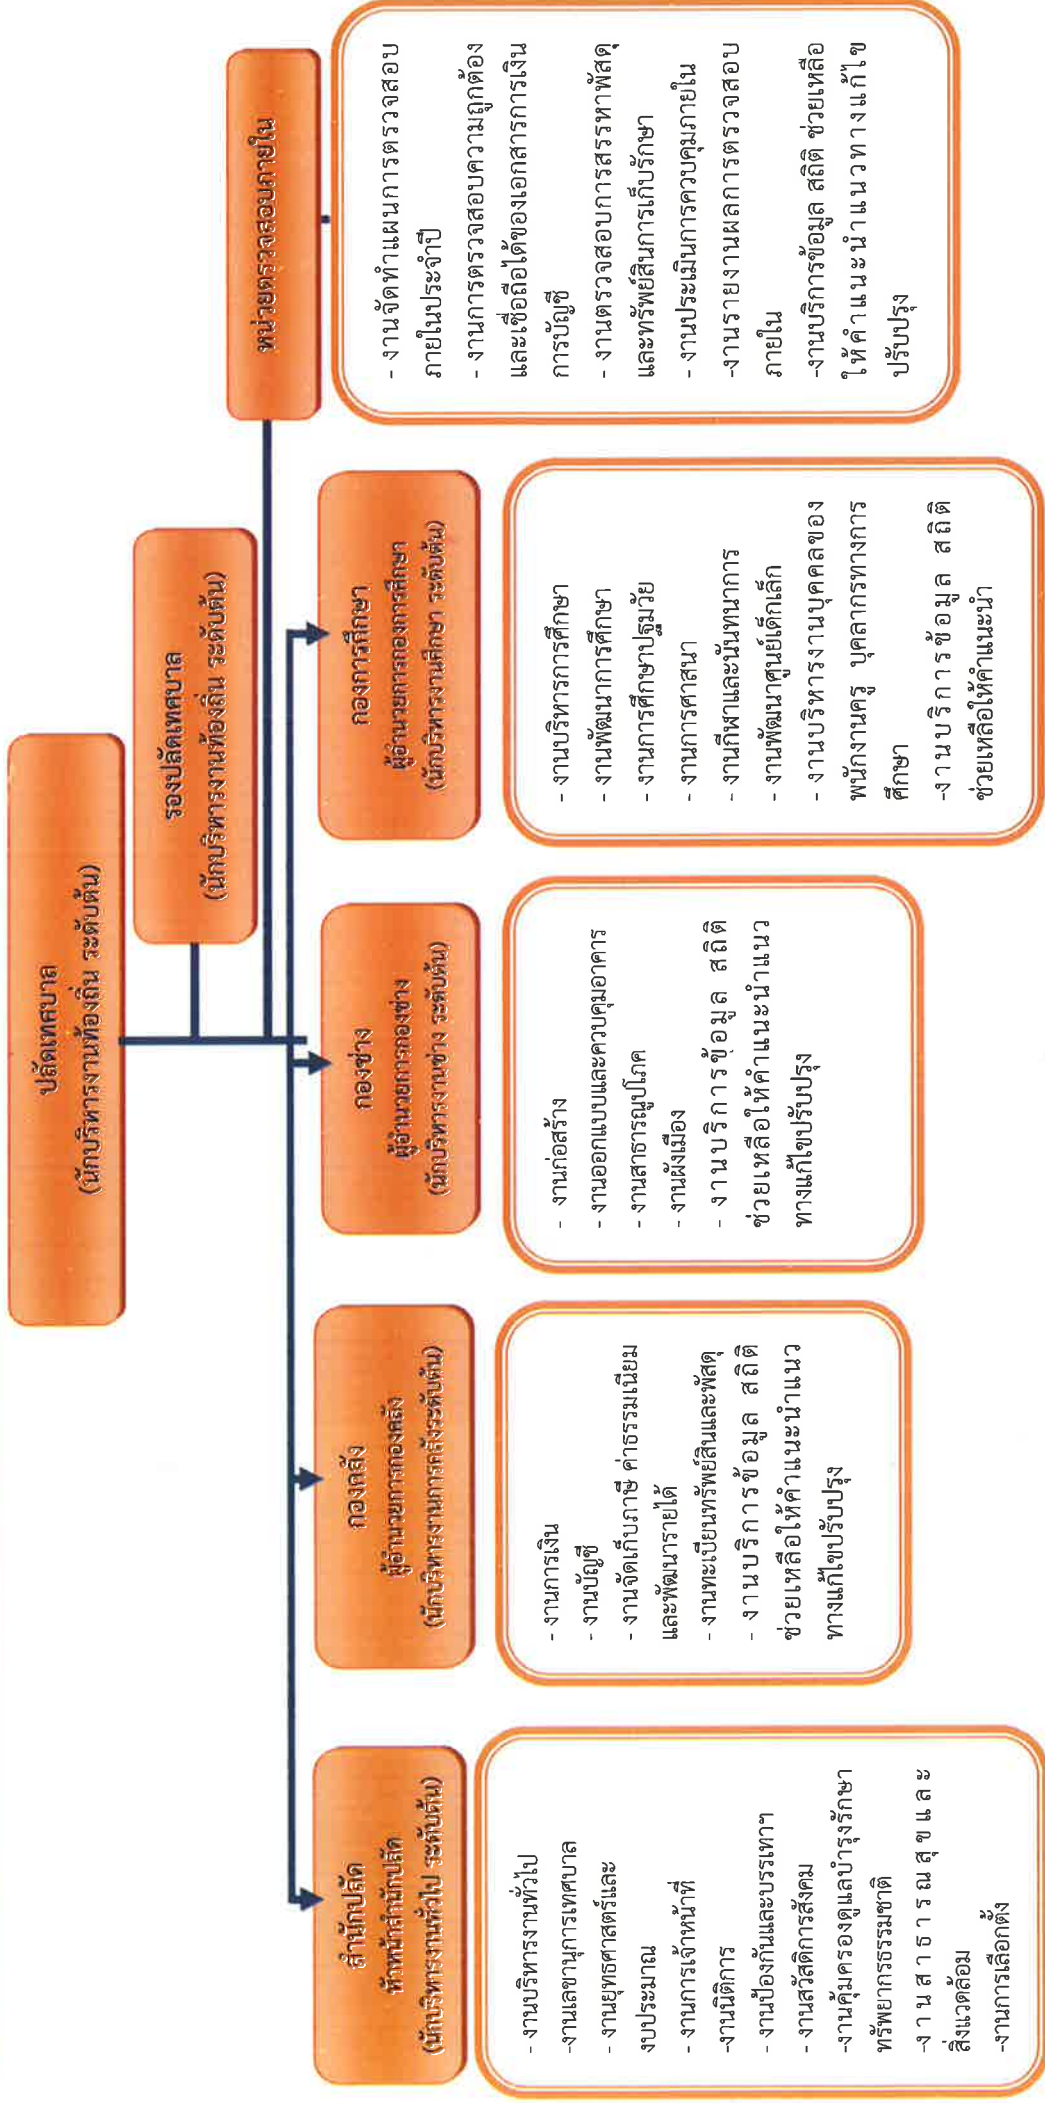 ปลัดเทศบาล
(นักบริหารงานท้องถิ่น ระดับต้น)
รองปลัดเทศบาล
(นักบริหารงานท้องถิ่น ระดับต้น)
หน่วยตรวจสอบภายใน
สำนักปลัด
หัวหน้าสำนักปลัด
(นักบริหารงานทั่วไป ระดับต้น)
กองคลัง
ผู้อำนวยการกองคลัง
(นักบริหารงานการคลังระดับต้น)
กองช่าง
ผู้อำนวยการกองช่าง
(นักบริหารงานช่าง ระดับต้น)
กองการศึกษา
ผู้อำนวยการกองการศึกษา
(นักบริหารงานศึกษา ระดับต้น)
- งานบริหารงานทั่วไป
-งานเลขานุการเทศบาล
- งานยุทธศาสตร์และ
งบประมาณ
- งานการเจ้าหน้าที่
-งานนิติการ
- งานป้องกันและบรรเทาฯ
- งานสวัสดิการสังคม
-งานคุ้มครองดูแลบำรุงรักษา
ทรัพยากรธรรมชาติ
-งานสาธารณสุขและ
สิ่งแวดล้อม
-งานการเลือกตั้ง
- งานการเงิน
- งานบัญชี
- งานจัดเก็บภาษี ค่าธรรมเนียม
และพัฒนารายได้
- งานทะเบียนทรัพย์สินและพัสดุ
- งานบริการข้อมูล สถิติ
ช่วยเหลือให้คำแนะนำแนว
ทางแก้ไขปรับปรุง
- งานก่อสร้าง
- งานออกแบบและควบคุมอาคาร
- งานสาธารณูปโภค
- งานผังเมือง
- งานบริการข้อมูล สถิติ
ช่วยเหลือให้คำแนะนำแนว
ทางแก้ไขปรับปรุง
- งานบริหารการศึกษา
- งานพัฒนาการศึกษา
- งานการศึกษาปฐมวัย
- งานการศาสนา
- งานกีฬาและนันทนาการ
- งานพัฒนาศูนย์เด็กเล็ก
- งานบริหารงานบุคคลของ
พนักงานครู บุคลากรทางการ
ศึกษา
-งานบริการข้อมูล สถิติ
ช่วยเหลือให้คำแนะนำ
- งานจัดทำแผนการตรวจสอบ
ภายในประจำปี
- งานการตรวจสอบความถูกต้อง
และเชื่อถือได้ของเอกสารการเงิน
การบัญชี
- งานตรวจสอบการสรรหาพัสดุ
และทรัพย์สินการเก็บรักษา
- งานประเมินการควบคุมภายใน
-งานรายงานผลการตรวจสอบ
ภายใน
-งานบริการข้อมูล สถิติ ช่วยเหลือ
ให้คำแนะนำแนวทางแก้ไข
ปรับปรุง